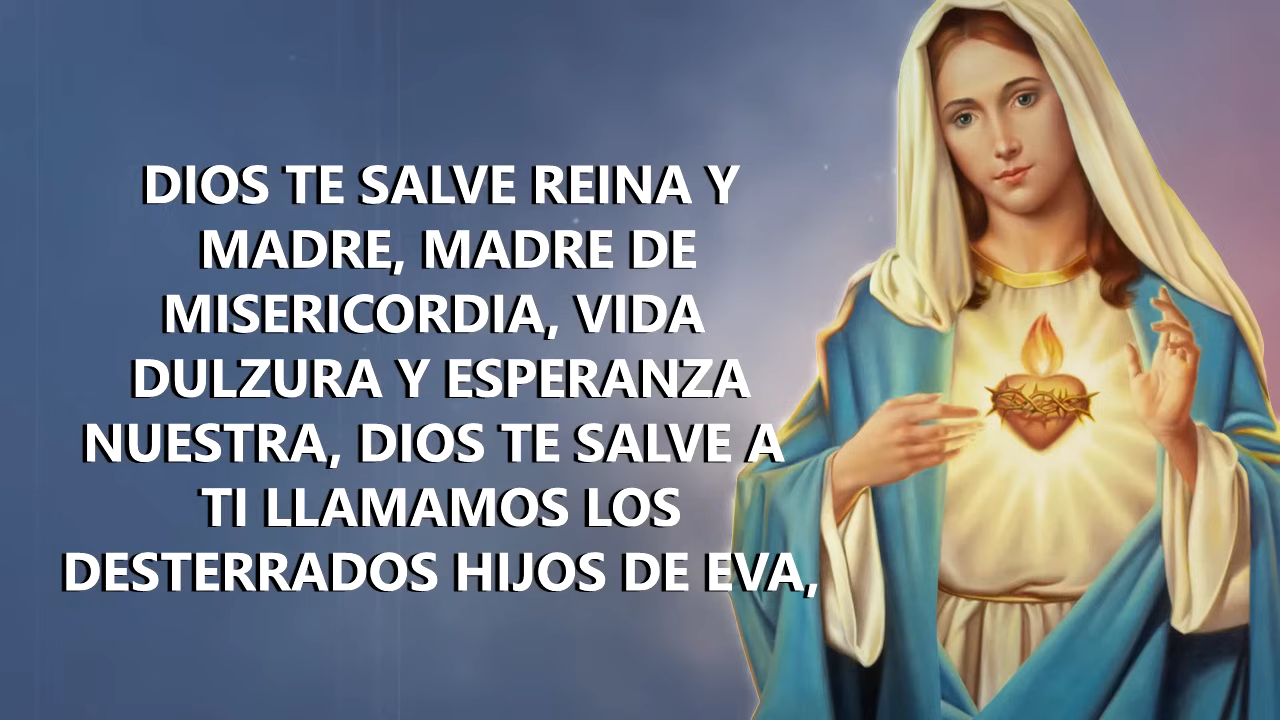 DIOS TE SALVE REINA Y
MADRE, MADRE DE
MISERICORDIA, VIDA
DULZURA Y ESPERANZA
NUESTRA, DIOS TE SALVE A
TI LLAMAMOS LOS
DESTERRADOS HIJOS DE EVA,